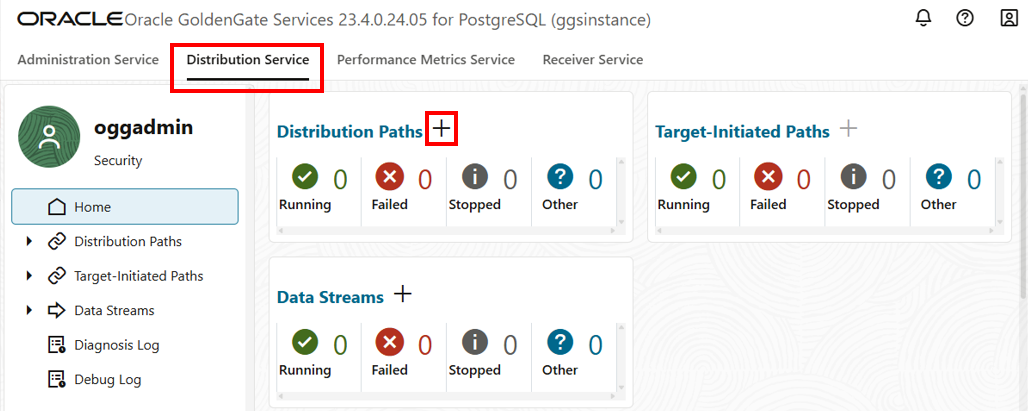 ORACLE Oracle GoldenGate Services 23.4.0.24.05 for PostgreSQL (ggsinstance)
Administration Service Distribution Service Performance Metrics Service Receiver Service
oggadmin
Security
Home
Distribution Paths
Target-Initiated Paths
Data Streams
Diagnosis Log
Debug Log
Distribution Paths
0 0 0 0
Running Failed Stopped Other
Target-Initiated Paths
0 0 0 0
Running Failed Stopped Other
Data Streams
0 0 0 0
Running Failed Stopped Other